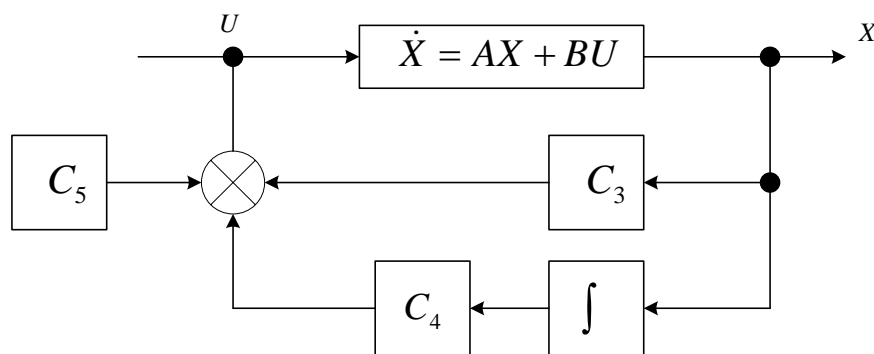 U
X
Ẋ = AX + BU
C₅
C₃
C₄
∫